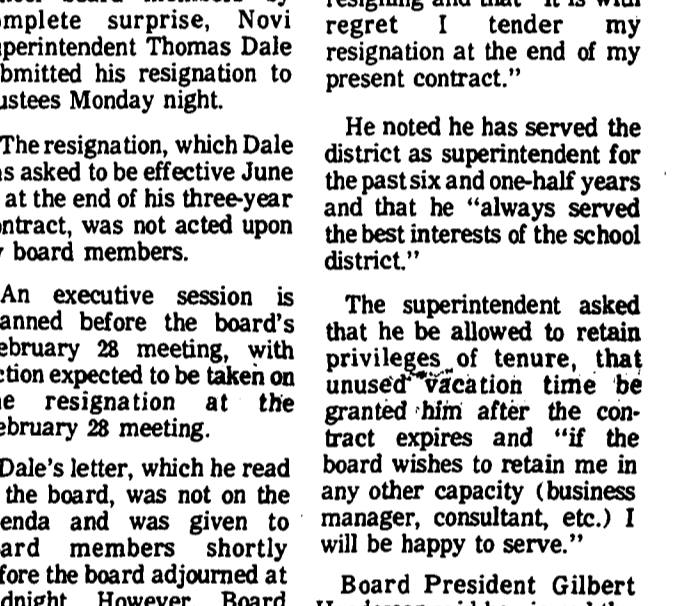 omplete surprise, Novi
perintendent Thomas Dale
bmitted his resignation to
ustees Monday night.
The resignation, which Dale
s asked to be effective June
at the end of his three-year
ontract, was not acted upon
board members.
An executive session is
anned before the board's
ebruary 28 meeting, with
ction expected to be taken on
e resignation at the
ebruary 28 meeting.
Dale's letter, which he read
the board, was not on the
enda and was given to
ard members shortly
fore the board adjourned at
dnight. However, Board
regret I tender my
resignation at the end of my
present contract."
He noted he has served the
district as superintendent for
the past six and one-half years
and that he "always served
the best interests of the school
district."
The superintendent asked
that he be allowed to retain
privileges of tenure, that
unused vacation time be
granted him after the con-
tract expires and "if the
board wishes to retain me in
any other capacity (business
manager, consultant, etc.) I
will be happy to serve."
Board President Gilbert